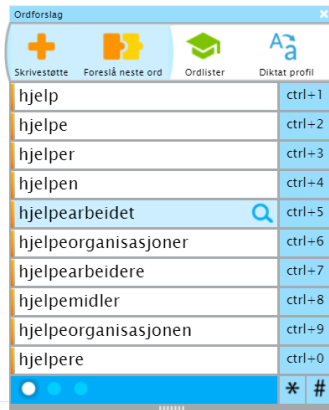 Ordforslag
Skrivestøtte Foreslå neste ord Ordlister Diktat profil
hjelp ctrl+1
hjelpe ctrl+2
hjelper ctrl+3
hjelpen ctrl+4
hjelpearbeidet ctrl+5
hjelpeorganisasjoner ctrl+6
hjelpearbeidere ctrl+7
hjelpemidler ctrl+8
hjelpeorganisasjonen ctrl+9
hjelpere ctrl+0
* #